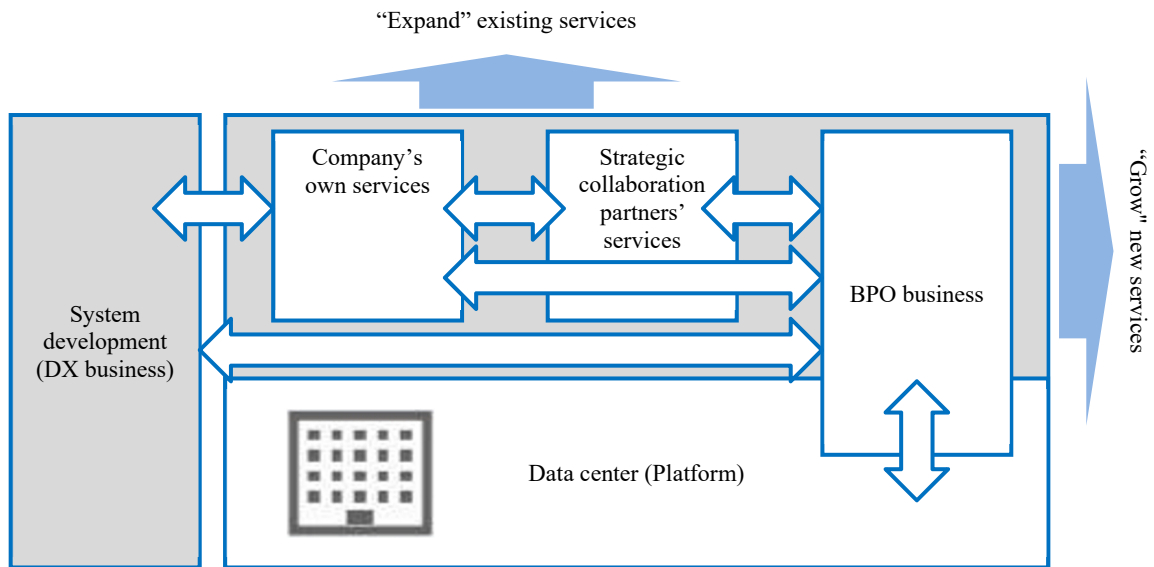 “Expand” existing services
Company’s
own services
Strategic
collaboration
partners’
services
“Grow" new services
BPO business
System
development
(DX business)
Data center (Platform)